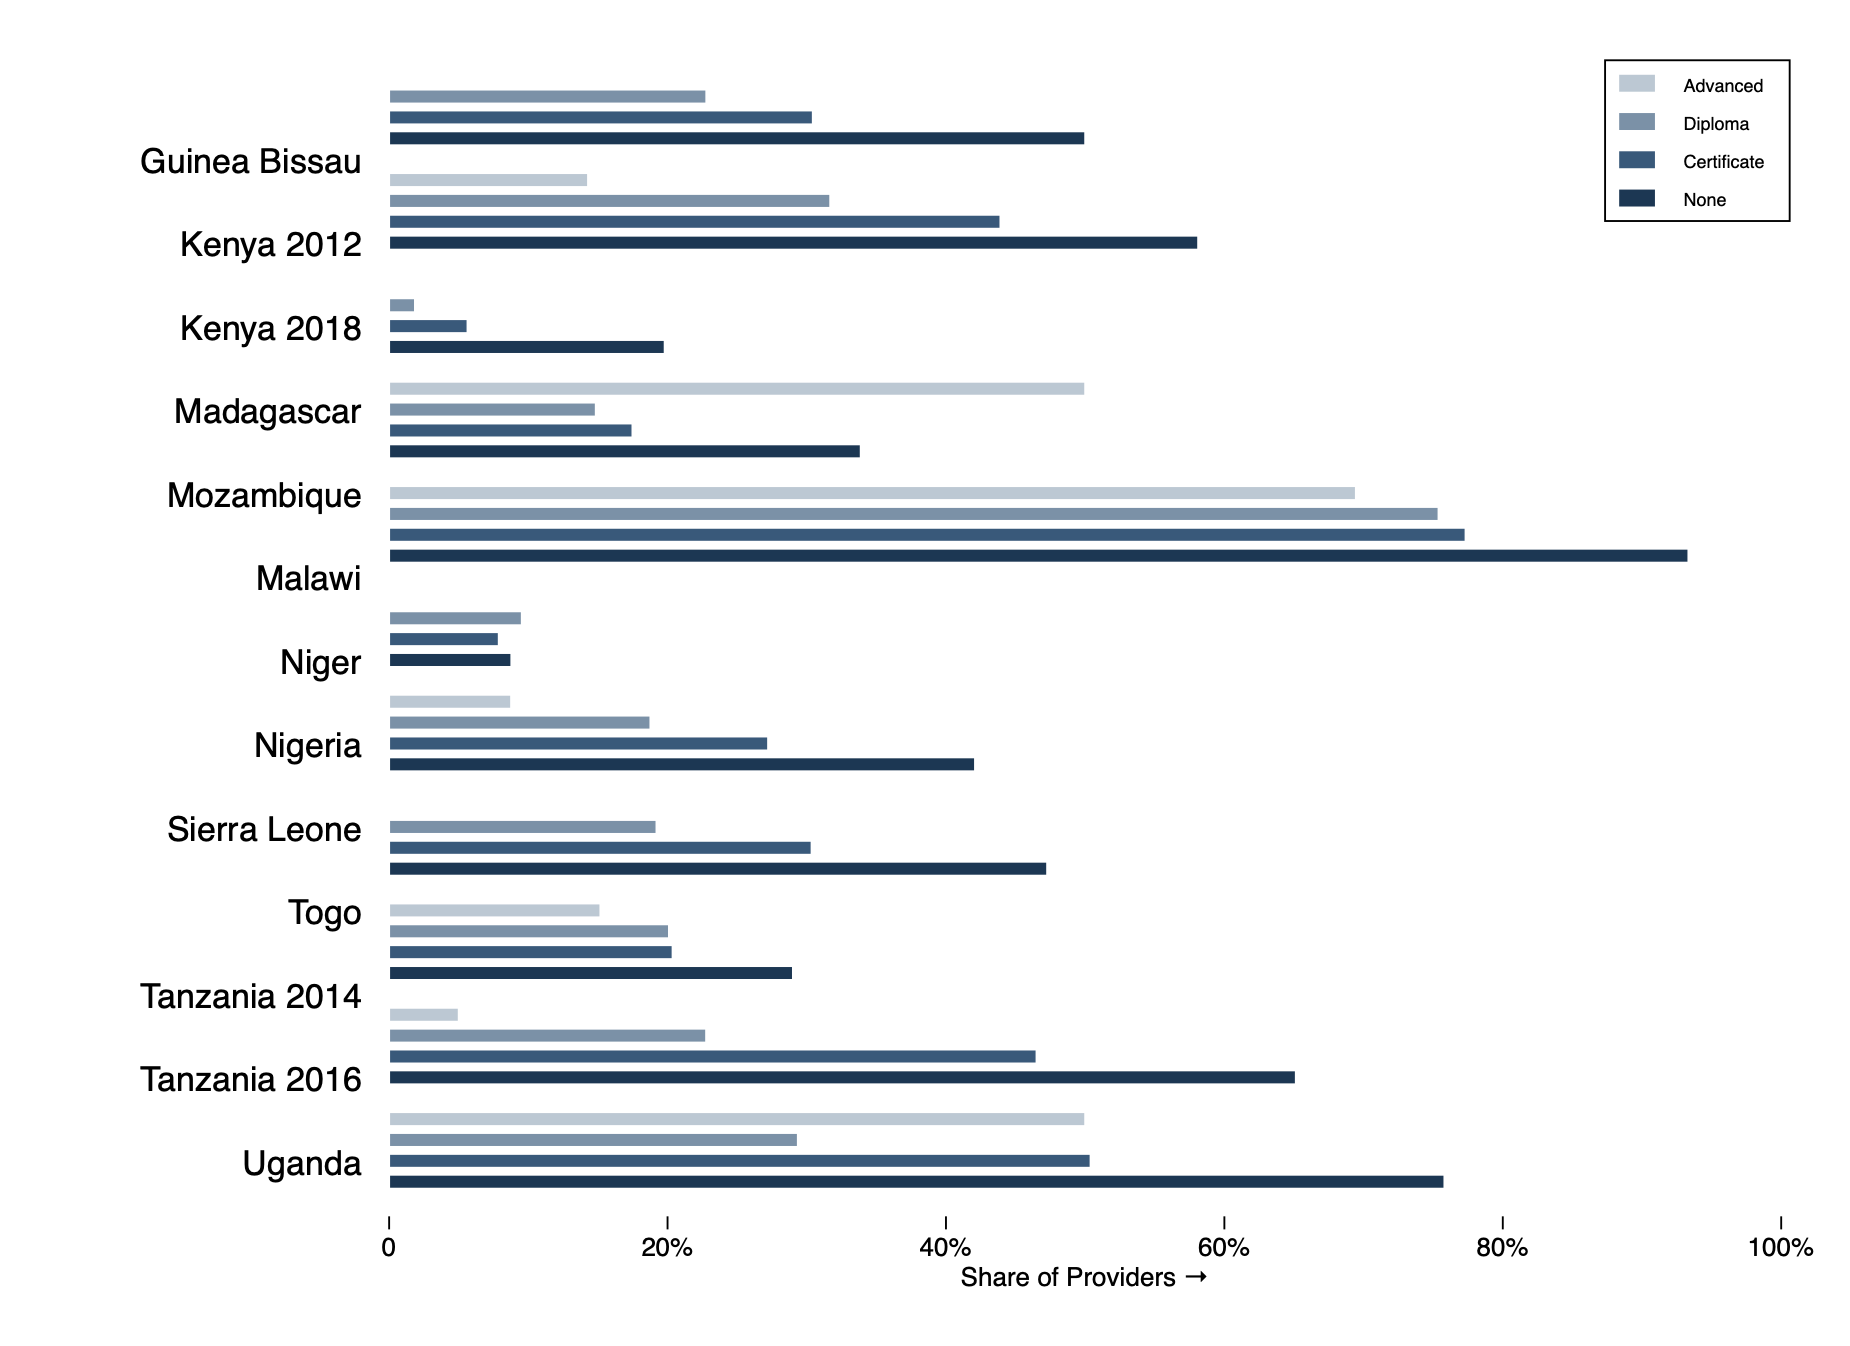 Advanced
Diploma
Certificate
None
Guinea Bissau
Kenya 2012
Kenya 2018
Madagascar
Mozambique
Malawi
Niger
Nigeria
Sierra Leone
Togo
Tanzania 2014
Tanzania 2016
Uganda
0 20% 40% 60% 80% 100%
Share of Providers →